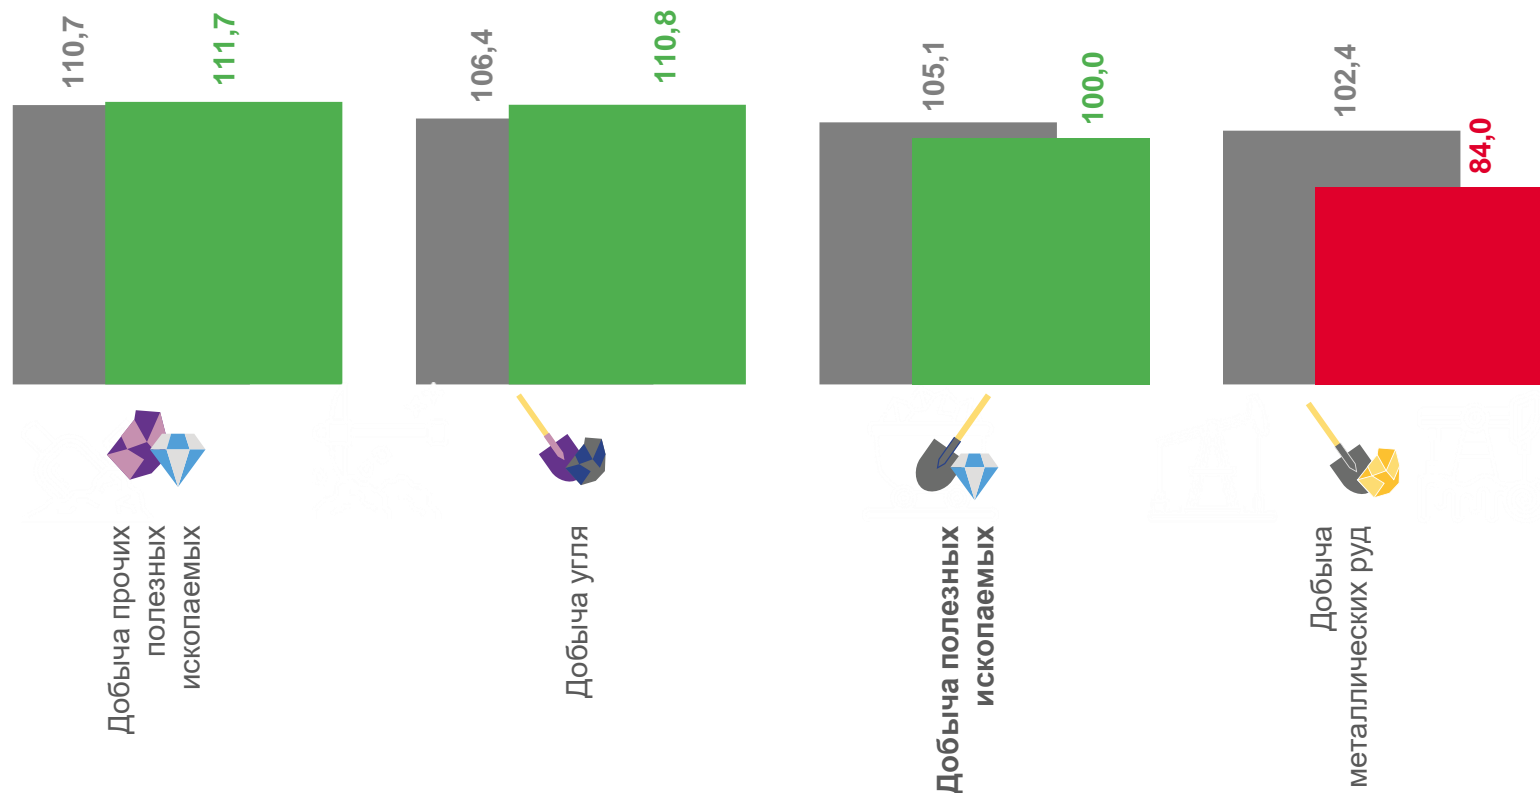 110,7
111,7
106,4
110,8
105,1
100,0
102,4
84,0
Добыча прочих
полезных
ископаемых
Добыча угля
Добыча полезных
ископаемых
Добыча
металлических руд